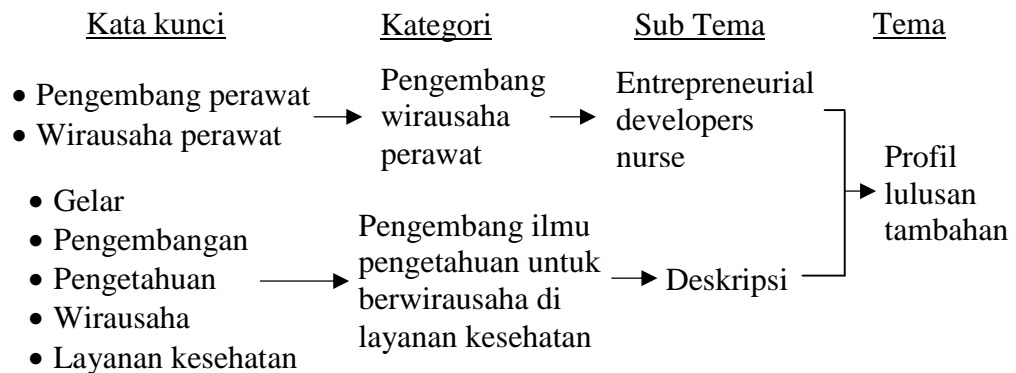 Kata kunci Kategori Sub Tema Tema
• Pengembang perawat
• Wirausaha perawat
Pengembang
wirausaha
perawat
Entrepreneurial
developers
nurse
• Gelar
• Pengembangan
• Pengetahuan
• Wirausaha
• Layanan kesehatan
Pengembang ilmu
pengetahuan untuk
berwirausaha di
layanan kesehatan
Deskripsi
Profil
lulusan
tambahan